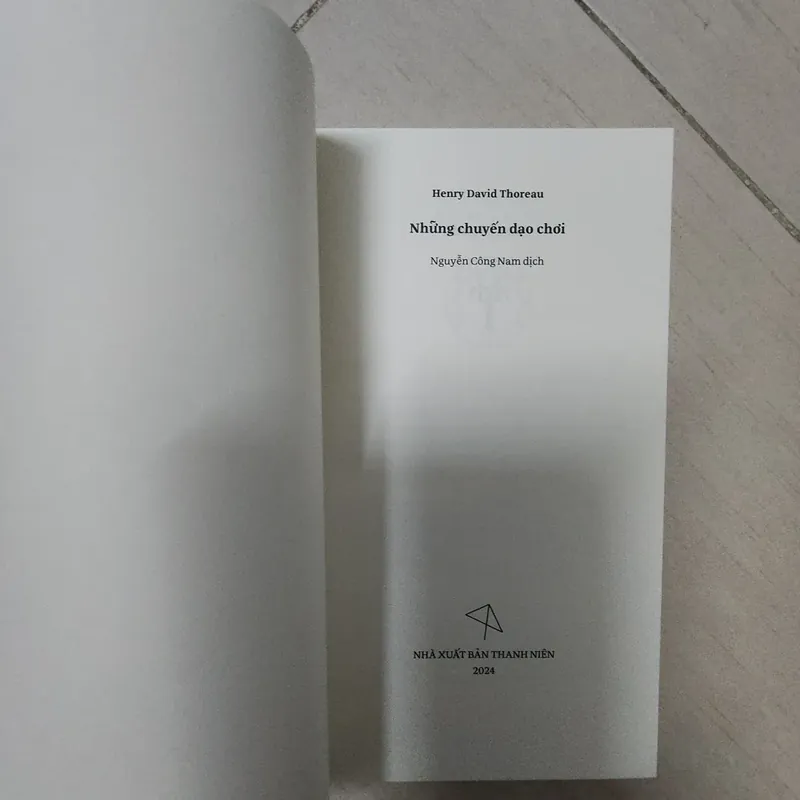 Henry David Thoreau
Những chuyến dạo chơi
Nguyễn Công Nam dịch
NHÀ XUẤT BẢN THANH NIÊN
2024